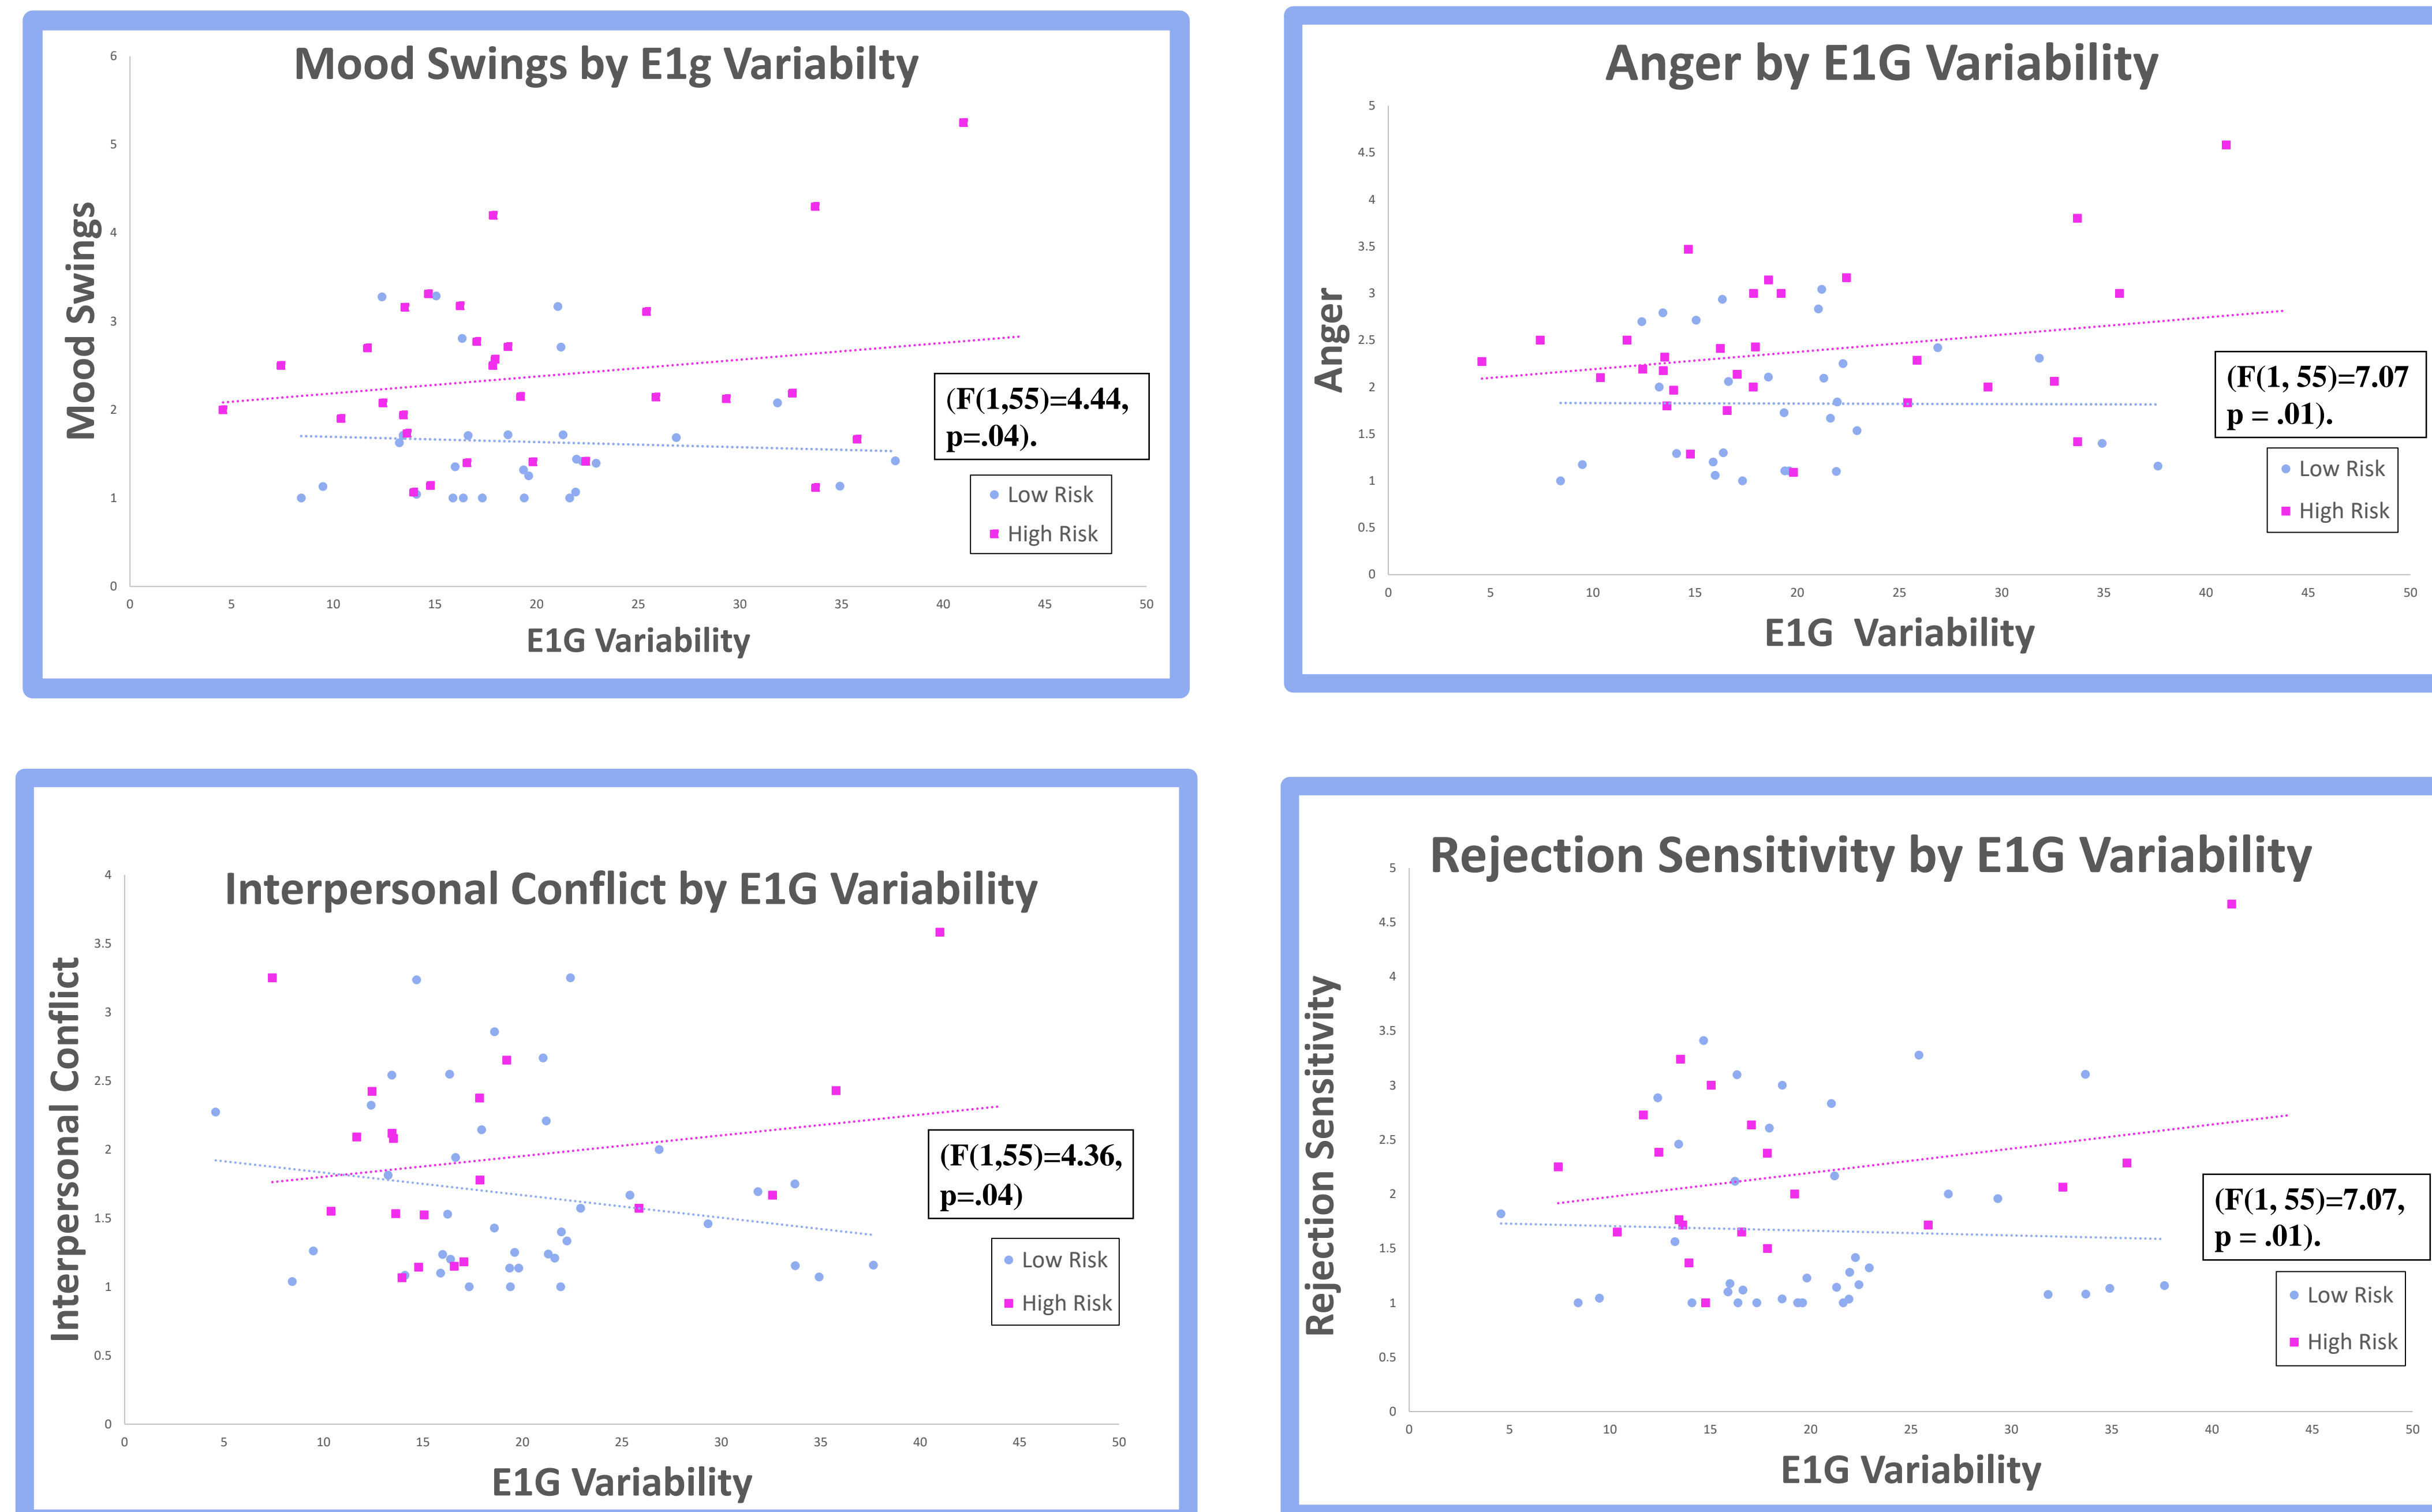 Mood Swings by E1g Variabilty
6
5
4
3
2
1
0
Mood Swings
0 5 10 15 20 25 30 35 40 45 50
E1G Variability
(F(1,55)=4.44,
p=.04).
Low Risk
High Risk
Anger by E1G Variability
5
4.5
4
3.5
3
2.5
2
1.5
1
0.5
0
Anger
0 5 10 15 20 25 30 35 40 45 50
E1G Variability
(F(1, 55)=7.07
p = .01).
Low Risk
High Risk
Interpersonal Conflict by E1G Variability
4
3.5
3
2.5
2
1.5
1
0.5
0
Interpersonal Conflict
0 5 10 15 20 25 30 35 40 45 50
E1G Variability
(F(1,55)=4.36,
p=.04)
Low Risk
High Risk
Rejection Sensitivity by E1G Variability
5
4.5
4
3.5
3
2.5
2
1.5
1
0.5
0
Rejection Sensitivity
0 5 10 15 20 25 30 35 40 45 50
E1G Variability
(F(1, 55)=7.07,
p = .01).
Low Risk
High Risk